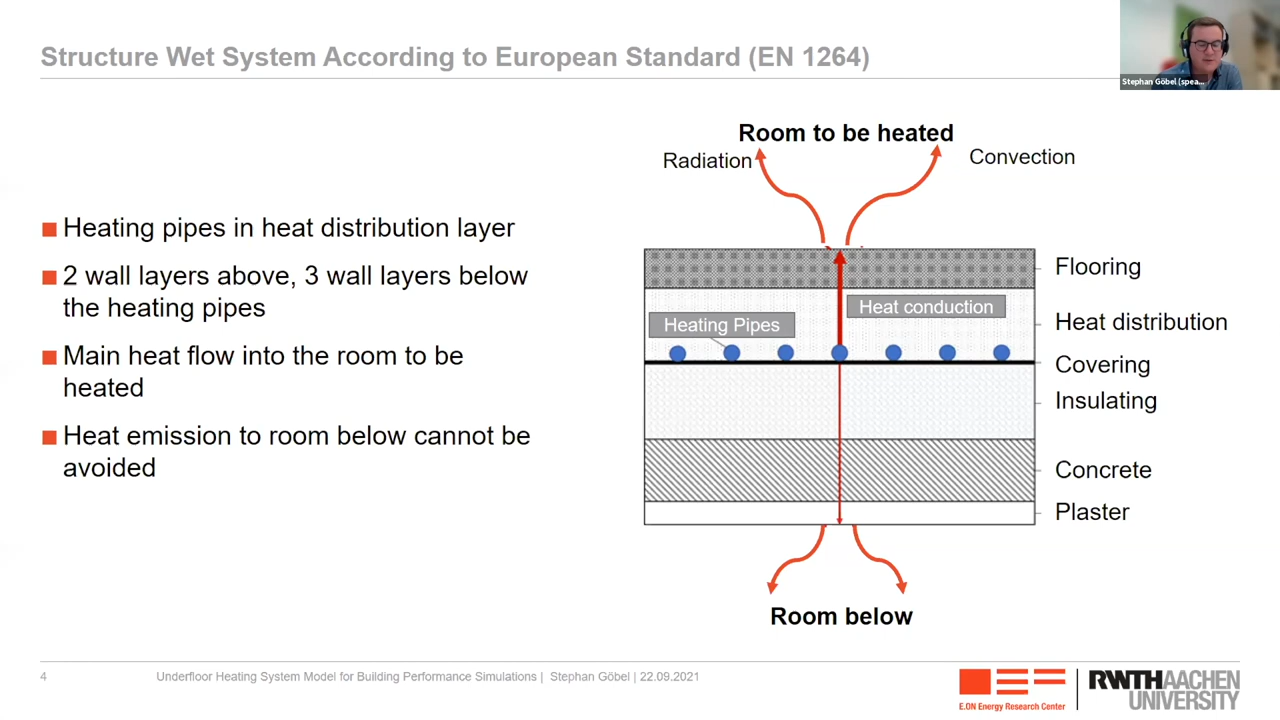 Structure Wet System According to European Standard (EN 1264)
Stephan Göbel (spea...
Heating pipes in heat distribution layer
2 wall layers above, 3 wall layers below
the heating pipes
Main heat flow into the room to be
heated
Heat emission to room below cannot be
avoided
Room to be heated
Radiation
Convection
Flooring
Heat conduction
Heating Pipes
Heat distribution
Covering
Insulating
Concrete
Plaster
Room below
4
Underfloor Heating System Model for Building Performance Simulations | Stephan Göbel | 22.09.2021
E.ON Energy Research Center
RWTHAACHEN
UNIVERSITY